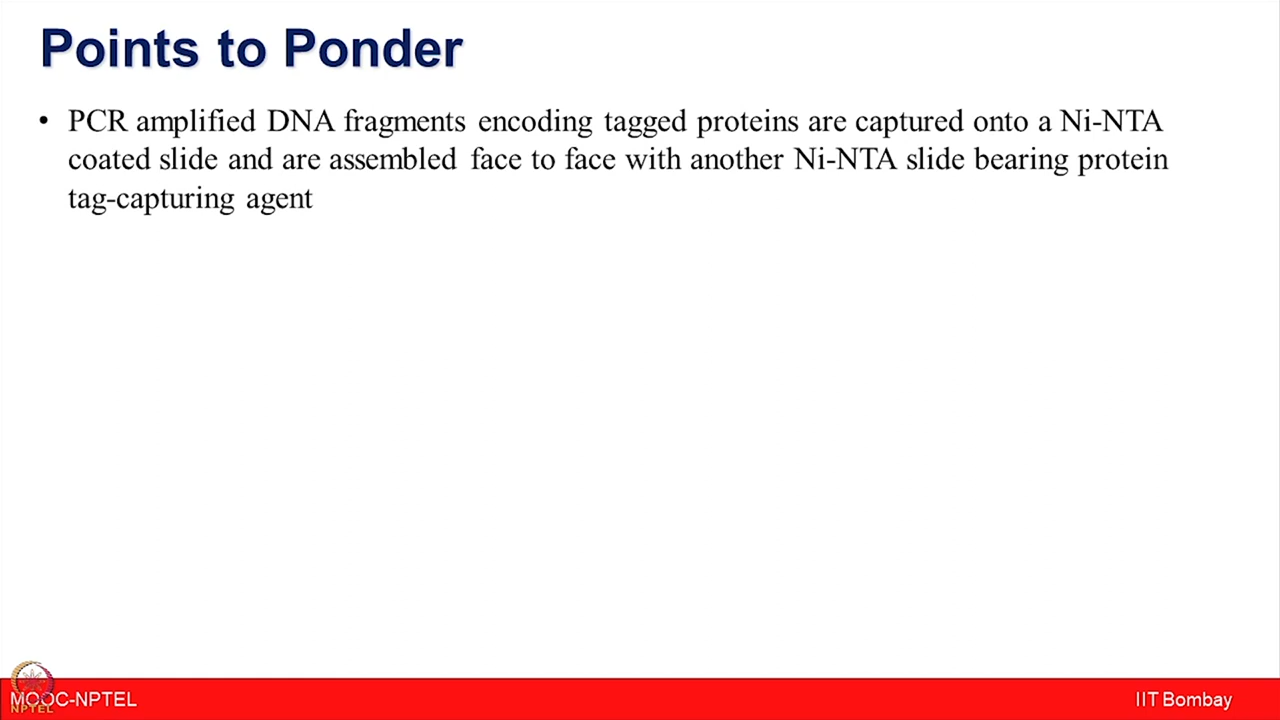 Points to Ponder
• PCR amplified DNA fragments encoding tagged proteins are captured onto a Ni-NTA
coated slide and are assembled face to face with another Ni-NTA slide bearing protein
tag-capturing agent
MOOC-NPTEL
NPTEL
IIT Bombay